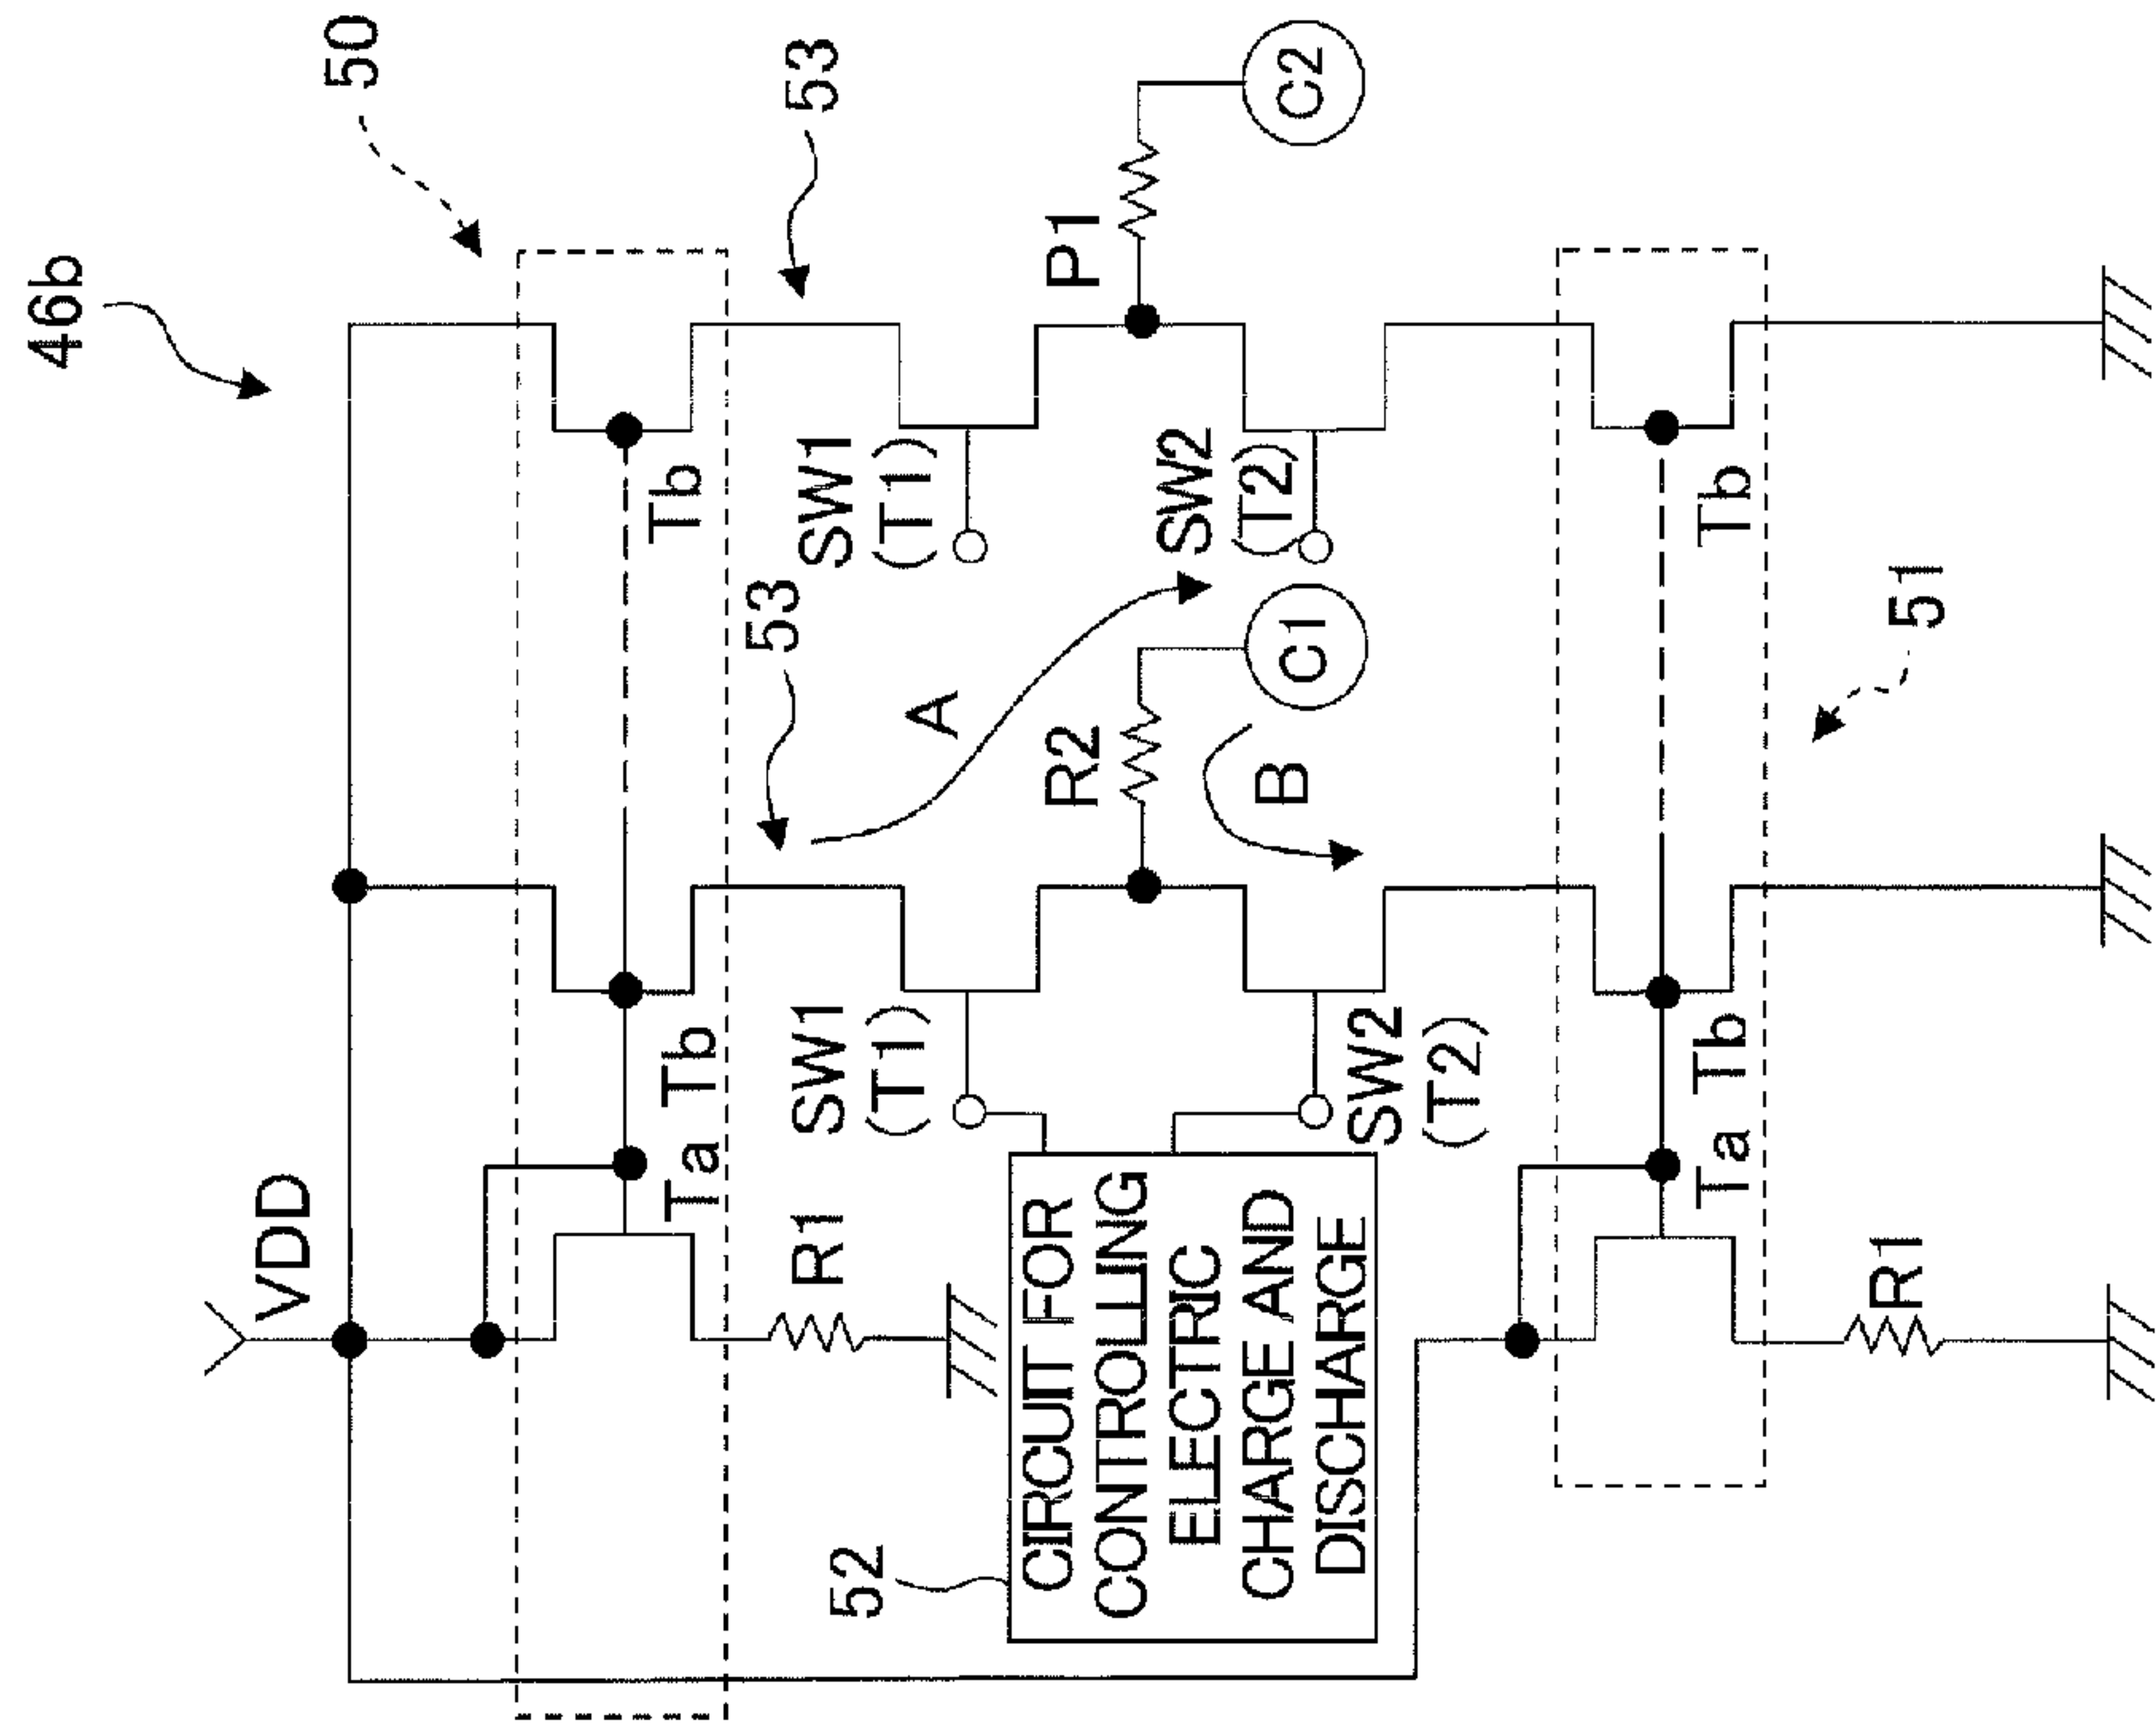 46b
50
53
C2
P1
VDD
Tb
SW1
(T1)
SW2
(T2)
Tb
53
A
R2
C1
B
51
Ta
Tb
SW1
(T1)
SW2
(T2)
Ta
Tb
R1
52
CIRCUIT FOR
CONTROLLING
ELECTRIC
CHARGE AND
DISCHARGE
R1